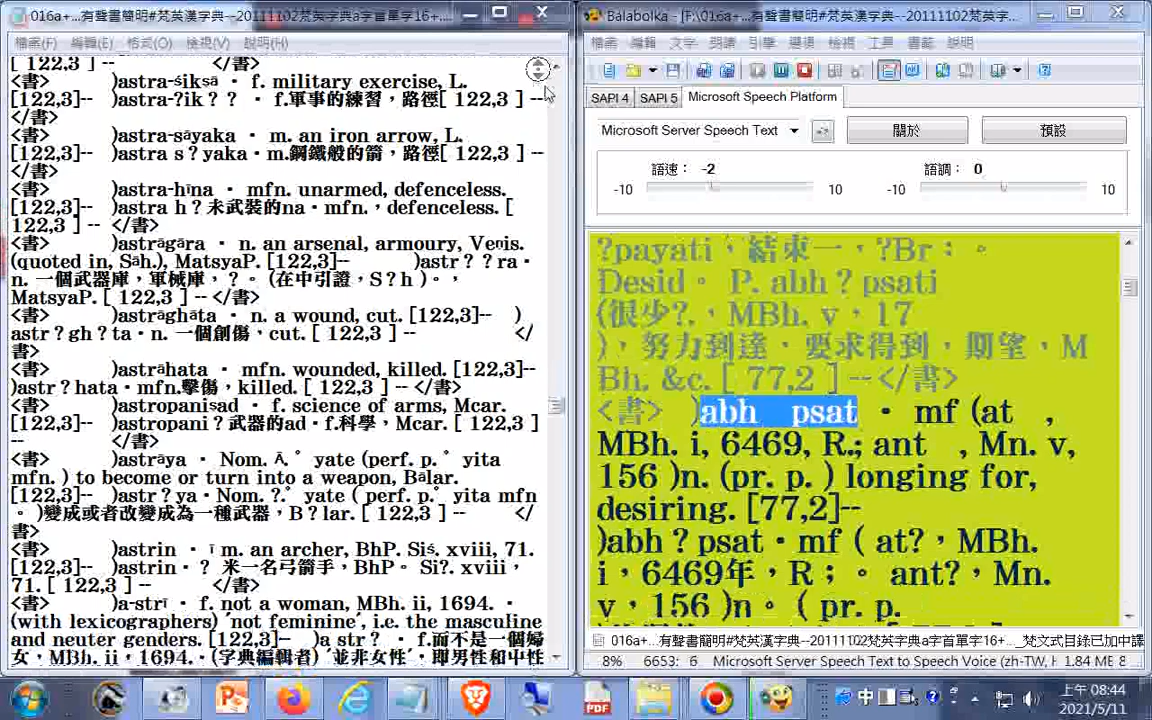 016a+...有聲書簡明#梵英漢字典--20111102梵英字典a字首單字16+...
檔案(F) 編輯(E) 格式(O) 檢視(V) 說明(H)
[ 122,3 ] -- </書>
<書> )astra-śikṣā · f. military exercise, L.
[122,3]-- )astra-?ik ? ? · f.軍事的練習，路徑[ 122,3 ] --
</書>
<書> )astra-sāyaka · m. an iron arrow, L.
[122,3]-- )astra s ? yaka · m.鋼鐵般的箭，路徑[ 122,3 ] --
</書>
<書> )astra-hīna · mfn. unarmed, defenceless.
[122,3]-- )astra h ? 未武裝的na · mfn.，defenceless. [
122,3 ] -- </書>
<書> )astrāgāra · n. an arsenal, armoury, Veṇis.
(quoted in, Sāh.), MatsyaP. [122,3]-- )astr ? ? ra ·
n. 一個武器庫，軍械庫，? 。 (在中引證，S ? h )。，
MatsyaP. [ 122,3 ] -- </書>
<書> )astrāghāta · n. a wound, cut. [122,3]-- )
astr ? gh ? ta · n. 一個創傷，cut. [ 122,3 ] -- </
書>
<書> )astrāhata · mfn. wounded, killed. [122,3]--
)astr ? hata · mfn.擊傷，killed. [ 122,3 ] -- </書>
<書> )astropaniṣad · f. science of arms, Mcar.
[122,3]-- )astropani ? 武器的ad · f.科學，Mcar. [ 122,3 ]
-- </書>
<書> )astrāya · Nom. Ā. ° yate (perf. p. ° yita
mfn. ) to become or turn into a weapon, Bālar.
[122,3]-- )astr ? ya · Nom. ?. ° yate ( perf. p. ° yita mfn
。 )變成或者改變成為一種武器，B ? lar. [ 122,3 ] -- </
書>
<書> )astrin · ī m. an archer, BhP. Siś. xviii, 71.
[122,3]-- )astrin · ? 米一名弓箭手，BhP。 Si?. xviii，
71. [ 122,3 ] -- </書>
<書> )a-strī · f. not a woman, MBh. ii, 1694. ·
(with lexicographers) 'not feminine', i.e. the masculine
and neuter genders. [122,3]-- )a str ? · f.而不是一個婦
女，MBh. ii，1694. · (字典編輯者) '並非女性'，即男性和中性
Balabolka - [F:\016a+...有聲書簡明#梵英漢字典--20111102梵英字...
檔案 編輯 文字 朗讀 引擎 選項 檢視 工具 書籤 說明
SAPI 4 SAPI 5 Microsoft Speech Platform
Microsoft Server Speech Text 關於 預設
語速： -2 語調： 0
-10 10 -10 10
?payati，結束一，?Br；。
Desid。 P. abh ? psati
(很少?.，MBh. v，17
)，努力到達，要求得到，期望，M
Bh. &c. [ 77,2 ] --</書>
<書> )abh psat · mf (at ,
MBh. i, 6469, R.; ant , Mn. v,
156 )n. (pr. p. ) longing for,
desiring. [77,2]--
)abh ? psat · mf ( at?，MBh.
i，6469年，R；。 ant?，Mn.
v，156 )n。 ( pr. p.
016a+...有聲書簡明#梵英漢字典--20111102梵英字典a字首單字16+..._梵文式目錄已加中譯
8% 6653: 6 Microsoft Server Speech Text to Speech Voice (zh-TW, H 1.84 MB 8
中
上午 08:44
2021/5/11